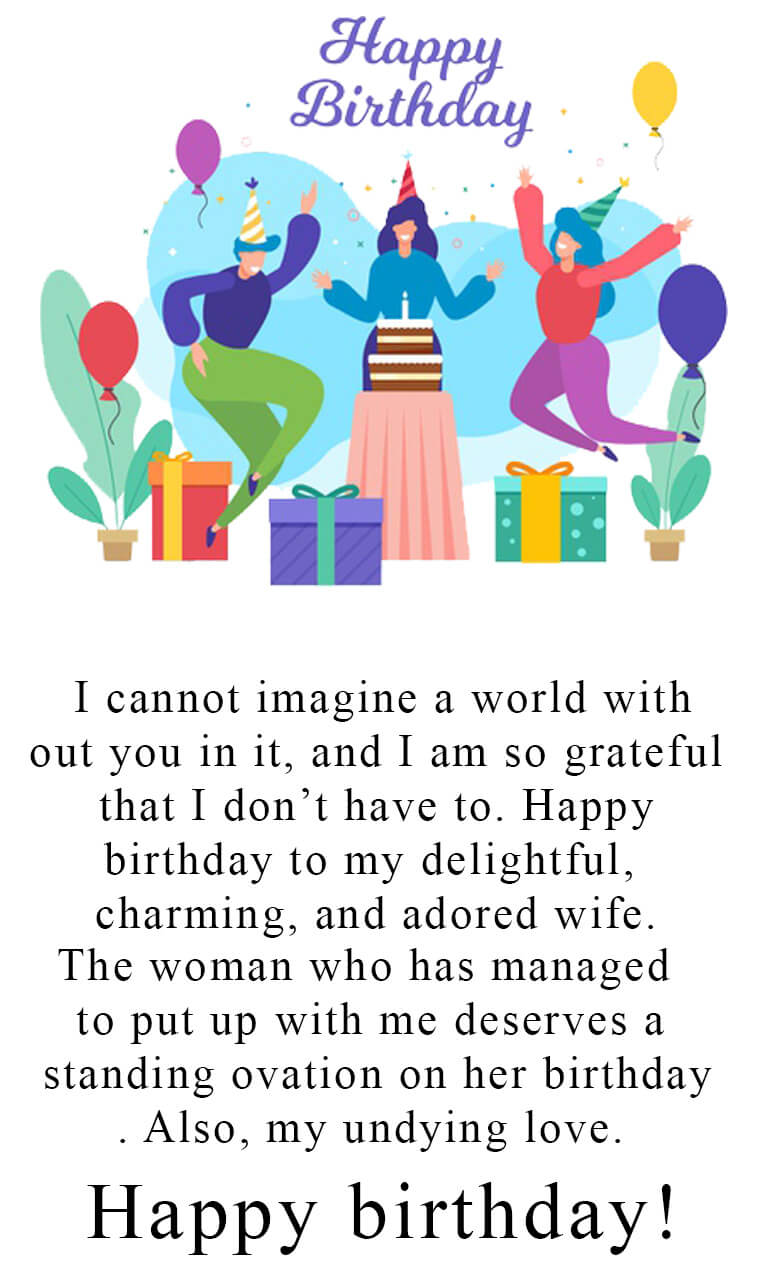 Happy
Birthday
I cannot imagine a world with
out you in it, and I am so grateful
that I don’t have to. Happy
birthday to my delightful,
charming, and adored wife.
The woman who has managed
to put up with me deserves a
standing ovation on her birthday
. Also, my undying love.
Happy birthday!